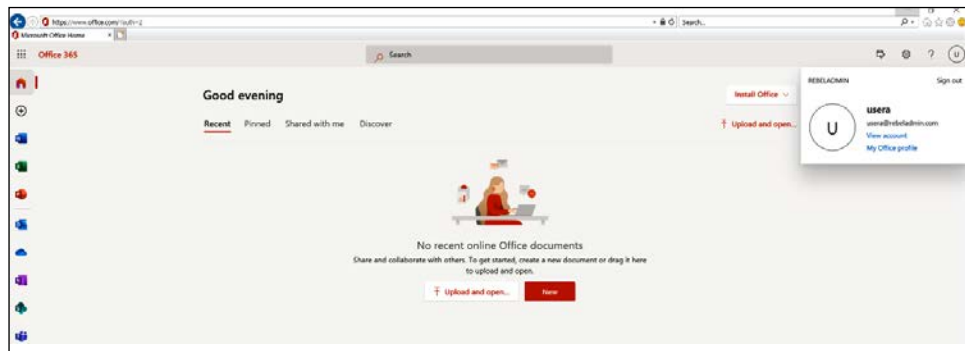 https://www.office.com/?auth=2
Search...
Microsoft Office Home
Office 365
Search
?
U
REBELADMIN
Sign out
Good evening
Install Office
U
usera
usera@rebeladmin.com
View account
My Office profile
Recent Pinned Shared with me Discover
Upload and open...
No recent online Office documents
Share and collaborate with others. To get started, create a new document or drag it here
to upload and open.
Upload and open...
New